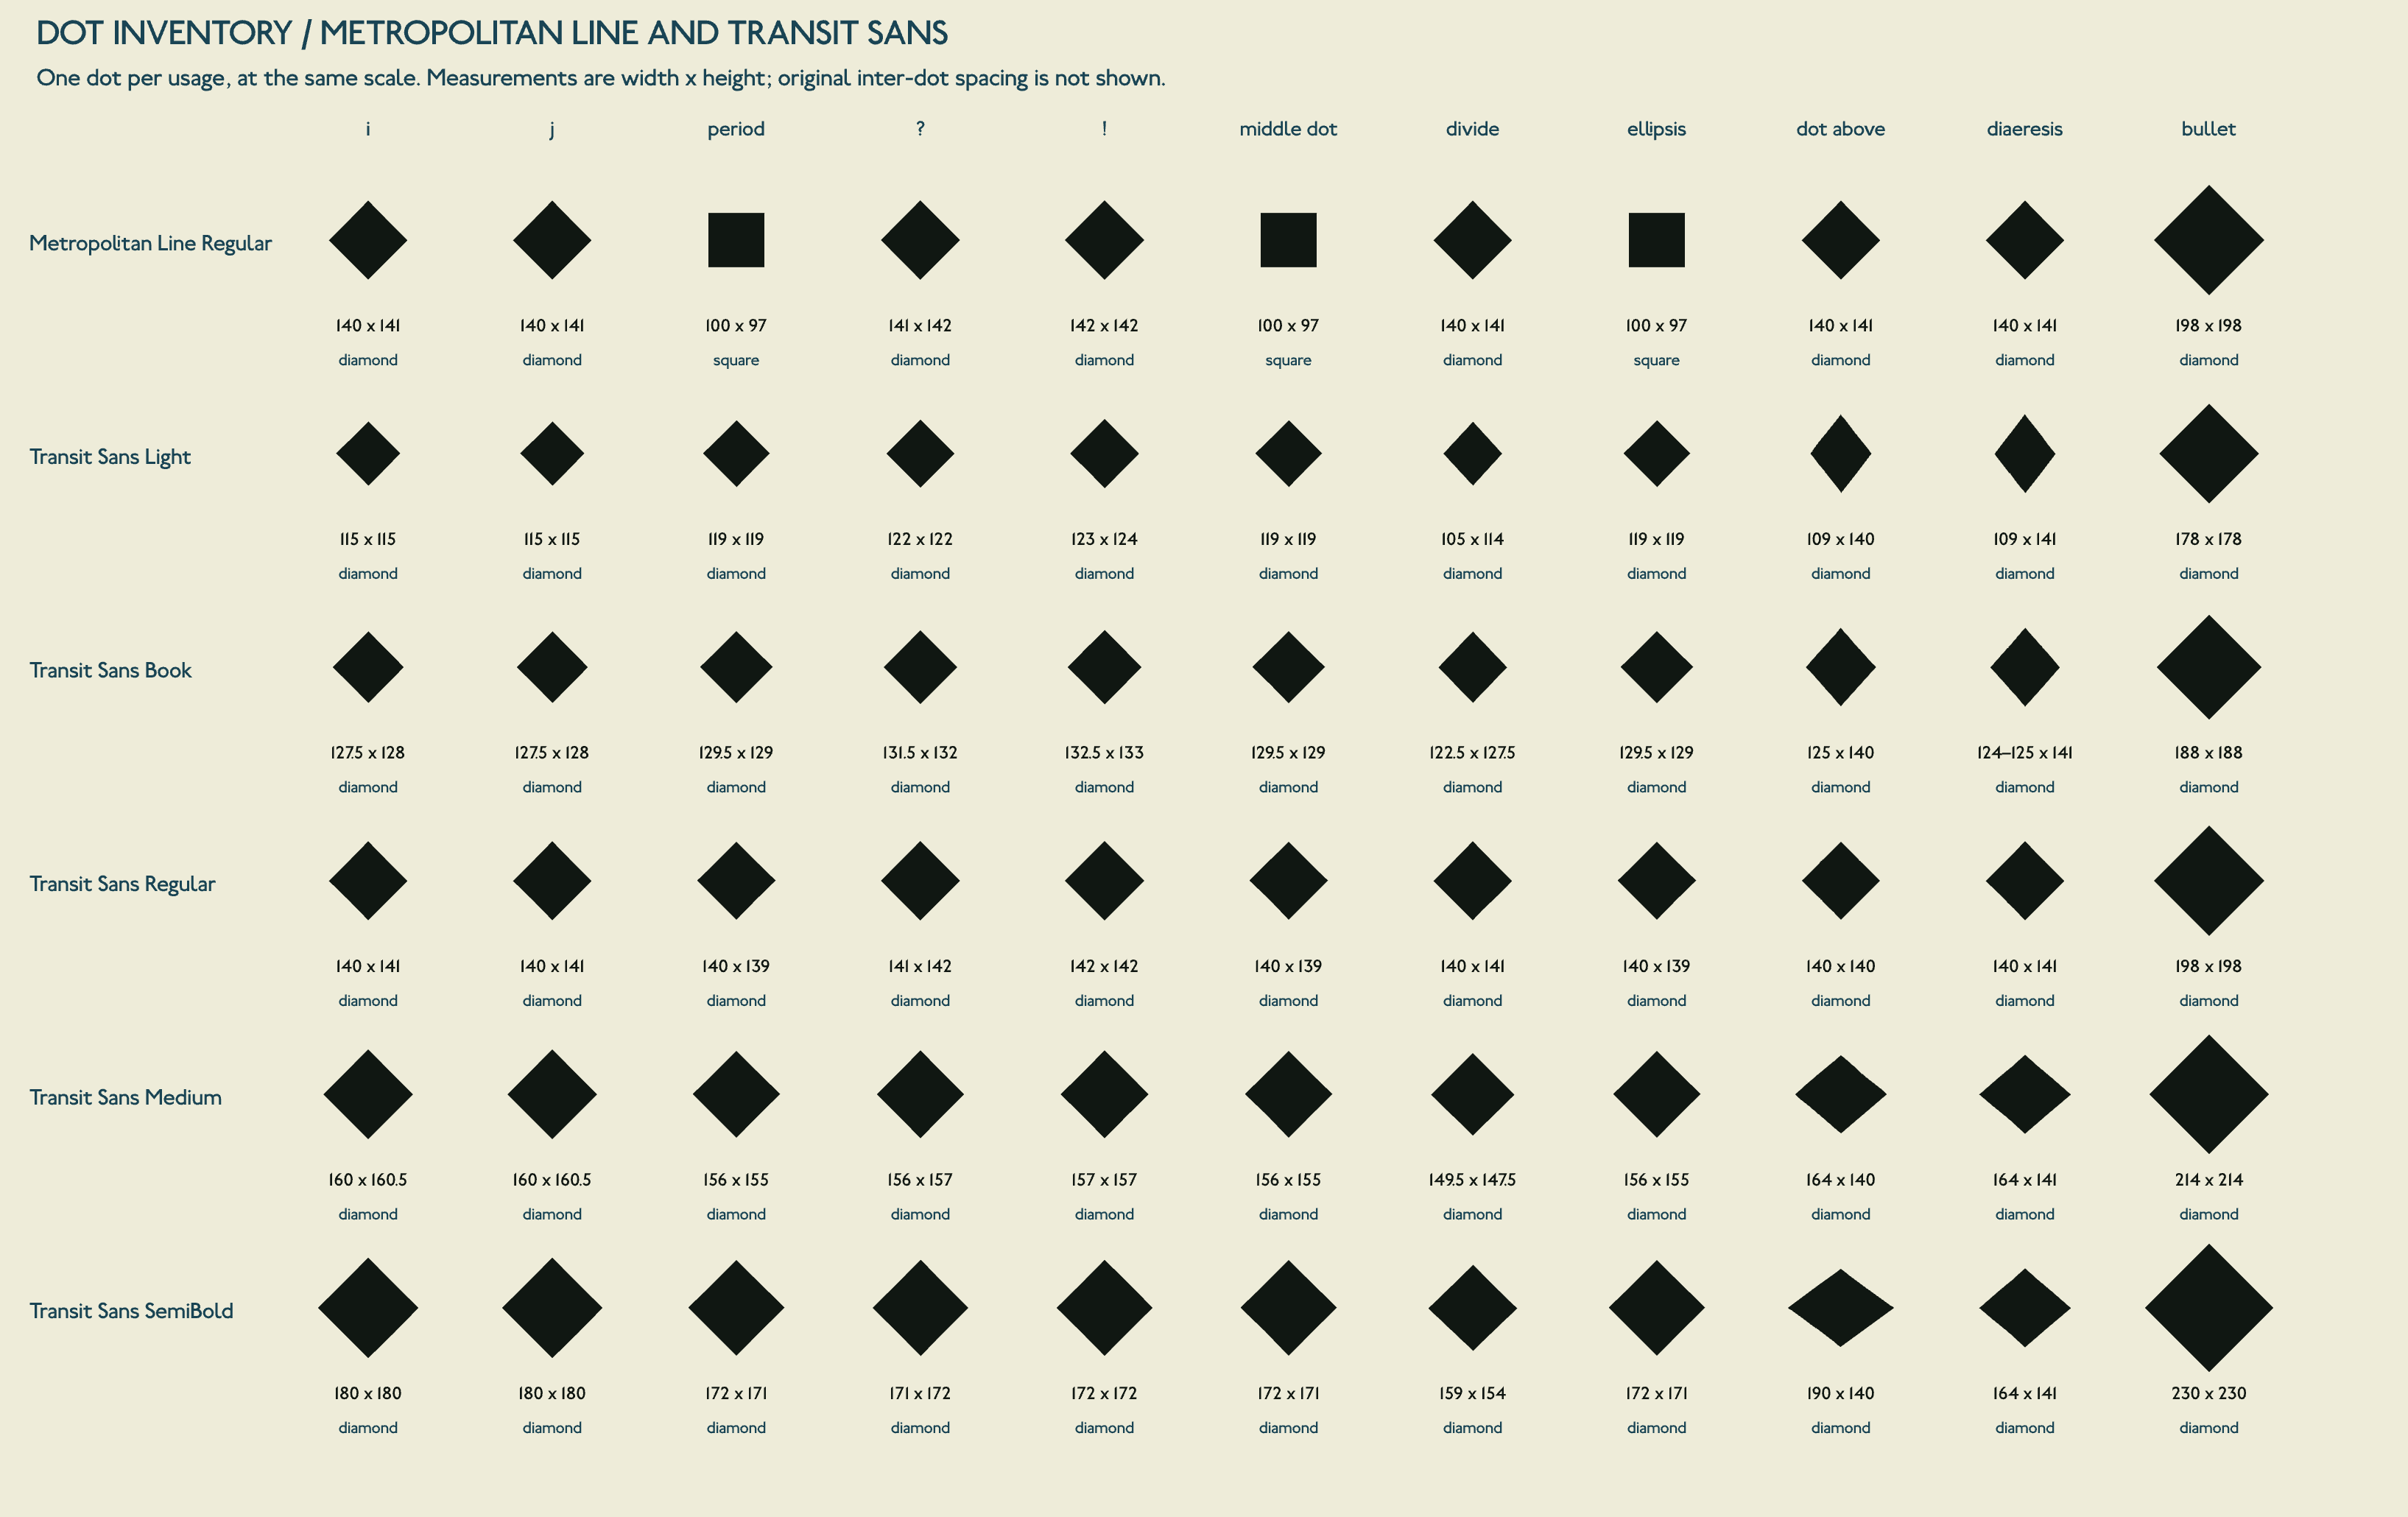 DOT INVENTORY / METROPOLITAN LINE AND TRANSIT SANS
One dot per usage, at the same scale. Measurements are width x height; original inter-dot spacing is not shown.
i j period ? ! middle dot divide ellipsis dot above diaeresis bullet
Metropolitan Line Regular
140 x 141 140 x 141 100 x 97 141 x 142 142 x 142 100 x 97 140 x 141 100 x 97 140 x 141 140 x 141 198 x 198
diamond diamond square diamond diamond square diamond square diamond diamond diamond
Transit Sans Light
115 x 115 115 x 115 119 x 119 122 x 122 123 x 124 119 x 119 105 x 114 119 x 119 109 x 140 109 x 141 178 x 178
diamond diamond diamond diamond diamond diamond diamond diamond diamond diamond diamond
Transit Sans Book
127.5 x 128 127.5 x 128 129.5 x 129 131.5 x 132 132.5 x 133 129.5 x 129 122.5 x 127.5 129.5 x 129 125 x 140 124–125 x 141 188 x 188
diamond diamond diamond diamond diamond diamond diamond diamond diamond diamond diamond
Transit Sans Regular
140 x 141 140 x 141 140 x 139 141 x 142 142 x 142 140 x 139 140 x 141 140 x 139 140 x 140 140 x 141 198 x 198
diamond diamond diamond diamond diamond diamond diamond diamond diamond diamond diamond
Transit Sans Medium
160 x 160.5 160 x 160.5 156 x 155 156 x 157 157 x 157 156 x 155 149.5 x 147.5 156 x 155 164 x 140 164 x 141 214 x 214
diamond diamond diamond diamond diamond diamond diamond diamond diamond diamond diamond
Transit Sans SemiBold
180 x 180 180 x 180 172 x 171 171 x 172 172 x 172 172 x 171 159 x 154 172 x 171 190 x 140 164 x 141 230 x 230
diamond diamond diamond diamond diamond diamond diamond diamond diamond diamond diamond